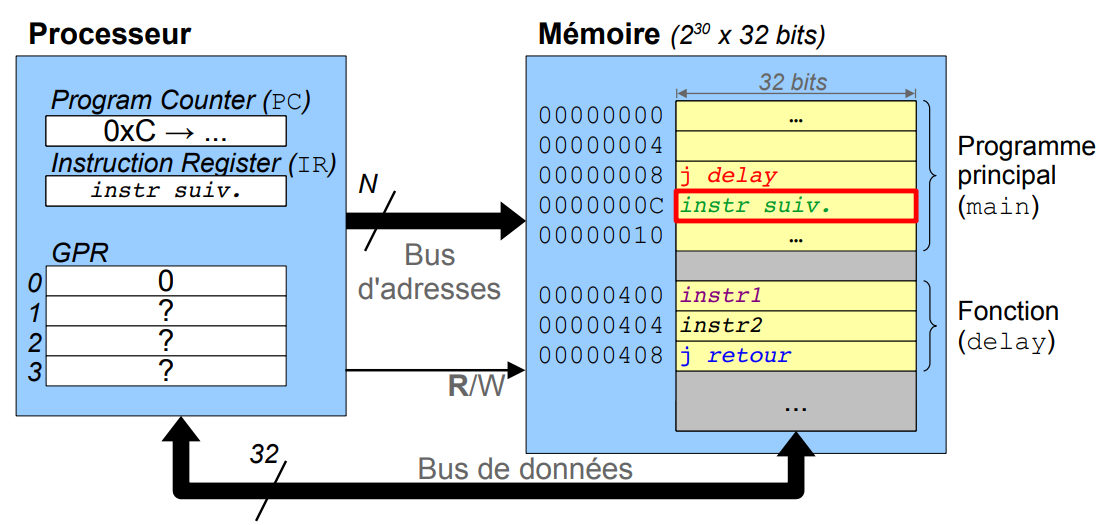 Processeur
Program Counter (PC)
0xC → ...
Instruction Register (IR)
instr suiv.
GPR
0 0
1 ?
2 ?
3 ?
N
Bus
d'adresses
R/W
32
Bus de données
Mémoire (2³⁰ x 32 bits)
32 bits
00000000 …
00000004
00000008 j delay
0000000C instr suiv.
00000010 …
00000400 instr1
00000404 instr2
00000408 j retour
...
Programme
principal
(main)
Fonction
(delay)